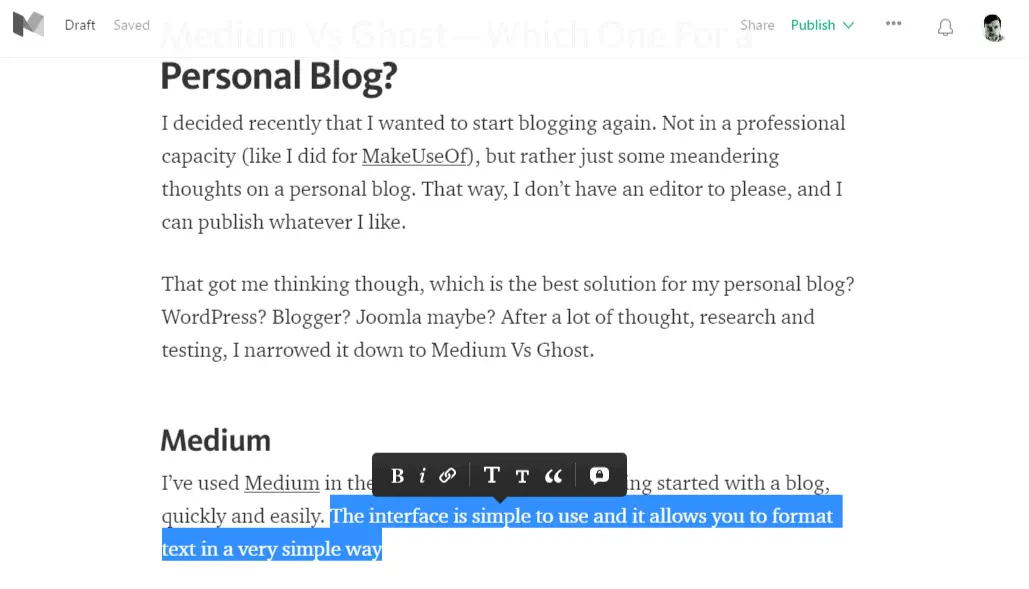 Draft Saved Share Publish
Medium Vs Ghost — Which One For a
Personal Blog?
I decided recently that I wanted to start blogging again. Not in a professional
capacity (like I did for MakeUseOf), but rather just some meandering
thoughts on a personal blog. That way, I don’t have an editor to please, and I
can publish whatever I like.
That got me thinking though, which is the best solution for my personal blog?
WordPress? Blogger? Joomla maybe? After a lot of thought, research and
testing, I narrowed it down to Medium Vs Ghost.
Medium
B i T T “
I’ve used Medium in the ing started with a blog,
quickly and easily. The interface is simple to use and it allows you to format
text in a very simple way